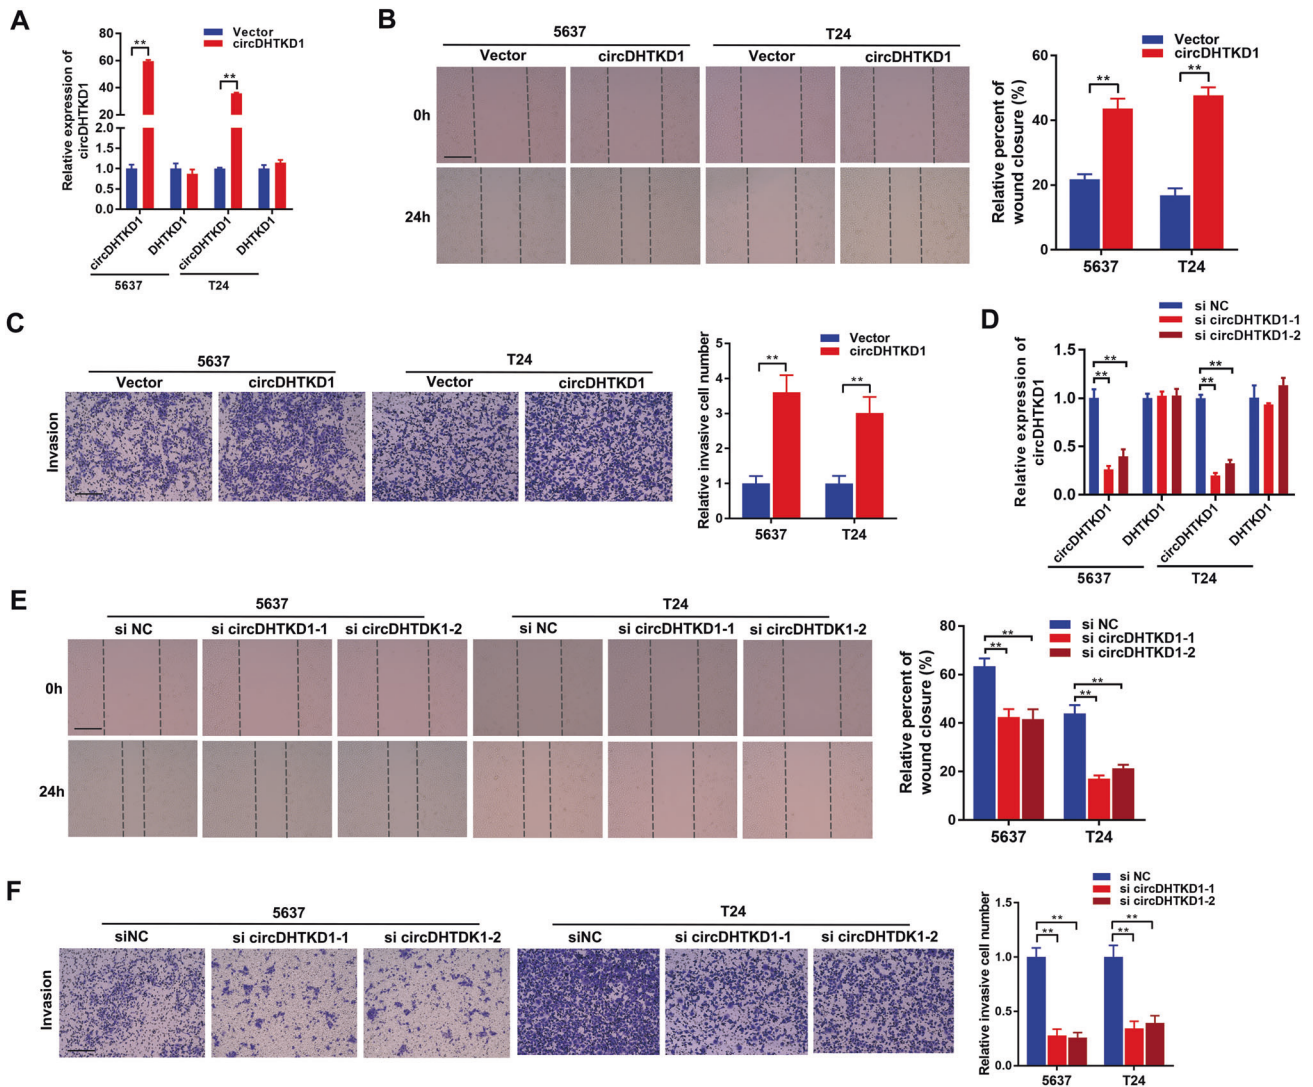 A
Vector
circDHTKD1
Relative expression of
circDHTKD1
80
60
40
20
2.0
1.5
1.0
0.5
0.0
**
**
circDHTKD1
DHTKD1
circDHTKD1
DHTKD1
5637
T24
B
5637
T24
Vector
circDHTKD1
Vector
circDHTKD1
0h
24h
Vector
circDHTKD1
Relative percent of
wound closure (%)
60
40
20
0
**
**
5637
T24
C
5637
T24
Vector
circDHTKD1
Vector
circDHTKD1
Invasion
Vector
circDHTKD1
Relative invasive cell number
5
4
3
2
1
0
**
**
5637
T24
D
si NC
si circDHTKD1-1
si circDHTKD1-2
Relative expression of
circDHTKD1
1.5
1.0
0.5
0.0
**
**
**
**
circDHTKD1
DHTKD1
circDHTKD1
DHTKD1
5637
T24
E
5637
T24
si NC
si circDHTKD1-1
si circDHTDK1-2
si NC
si circDHTKD1-1
si circDHTDK1-2
0h
24h
si NC
si circDHTKD1-1
si circDHTKD1-2
Relative percent of
wound closure (%)
80
60
40
20
0
**
**
**
**
5637
T24
F
5637
T24
siNC
si circDHTKD1-1
si circDHTDK1-2
siNC
si circDHTKD1-1
si circDHTDK1-2
Invasion
si NC
si circDHTKD1-1
si circDHTKD1-2
Relative invasive cell number
1.5
1.0
0.5
0.0
**
**
**
**
5637
T24